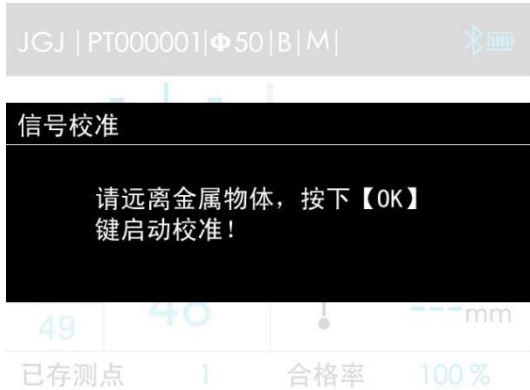 JGJ | PT000001|Φ50|B|M|
信号校准
请远离金属物体，按下【OK】
键启动校准！
49 48 ---mm
已存测点 1 合格率 100 %